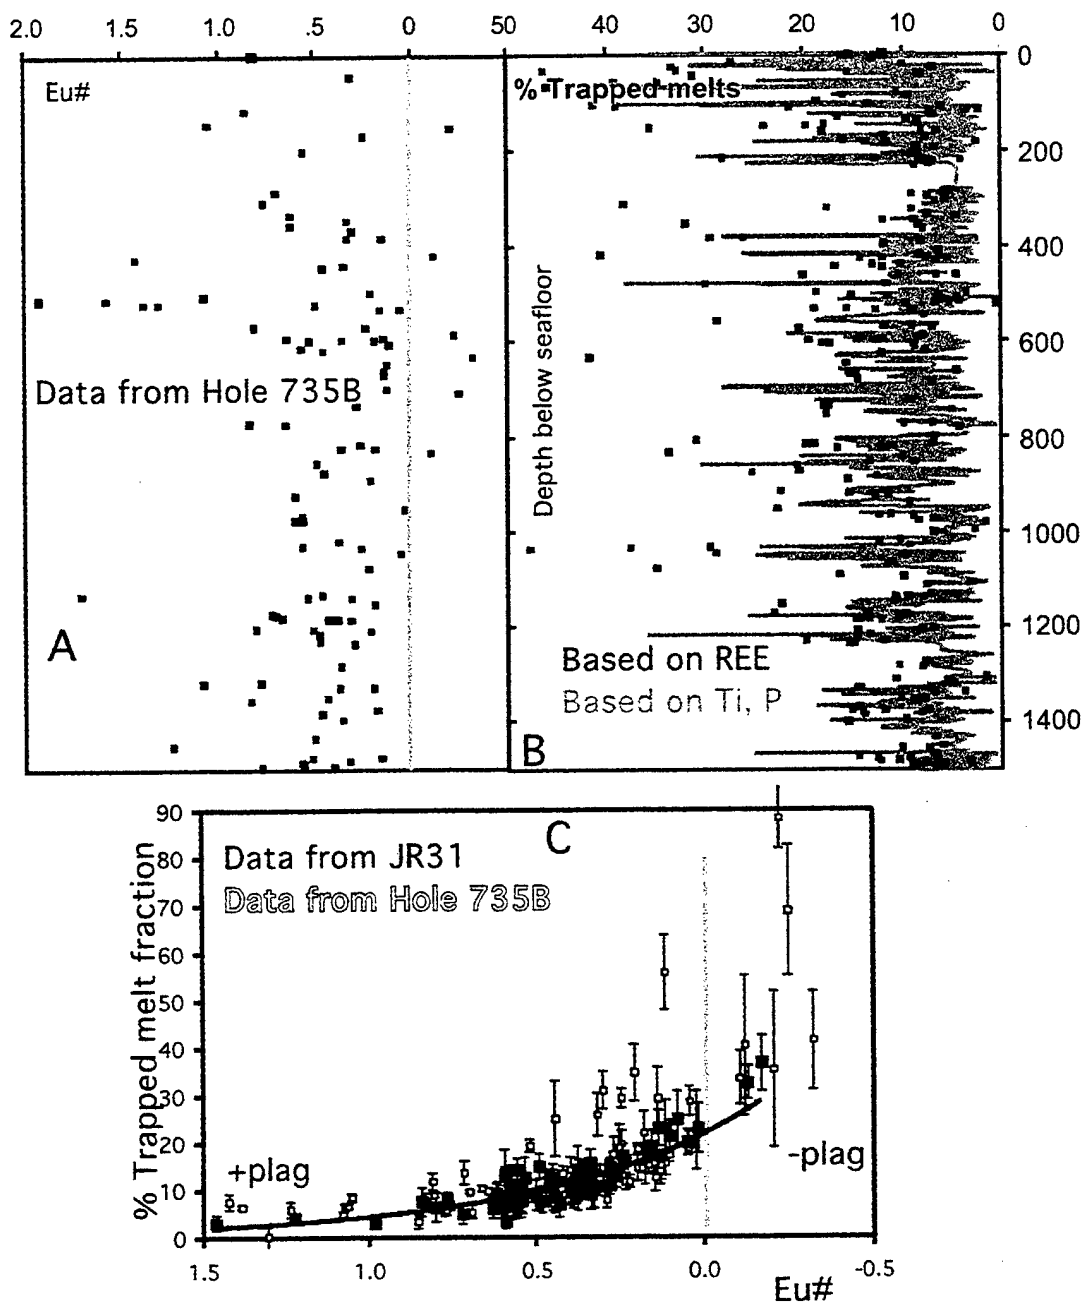 2.0 1.5 1.0 .5 0 50 40 30 20 10 0
Eu#
% Trapped melts
0
200
400
600
800
1000
1200
1400
Depth below seafloor
Data from Hole 735B
A
Based on REE
Based on Ti, P
B
C
90
80
70
60
50
40
30
20
10
0
% Trapped melt fraction
Data from JR31
Data from Hole 735B
+plag
-plag
1.5 1.0 0.5 0.0 -0.5
Eu#